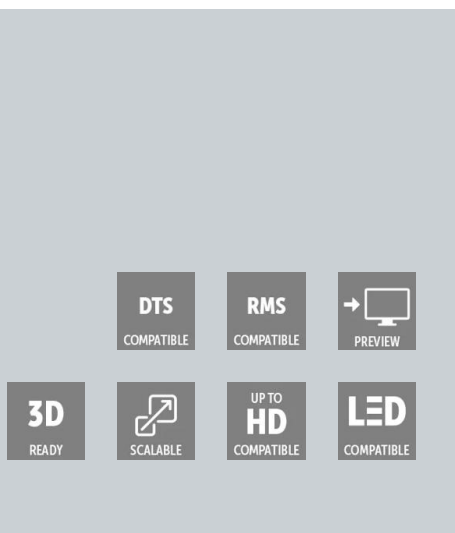 DTS
COMPATIBLE
RMS
COMPATIBLE
PREVIEW
3D
READY
SCALABLE
UP TO
HD
COMPATIBLE
LED
COMPATIBLE